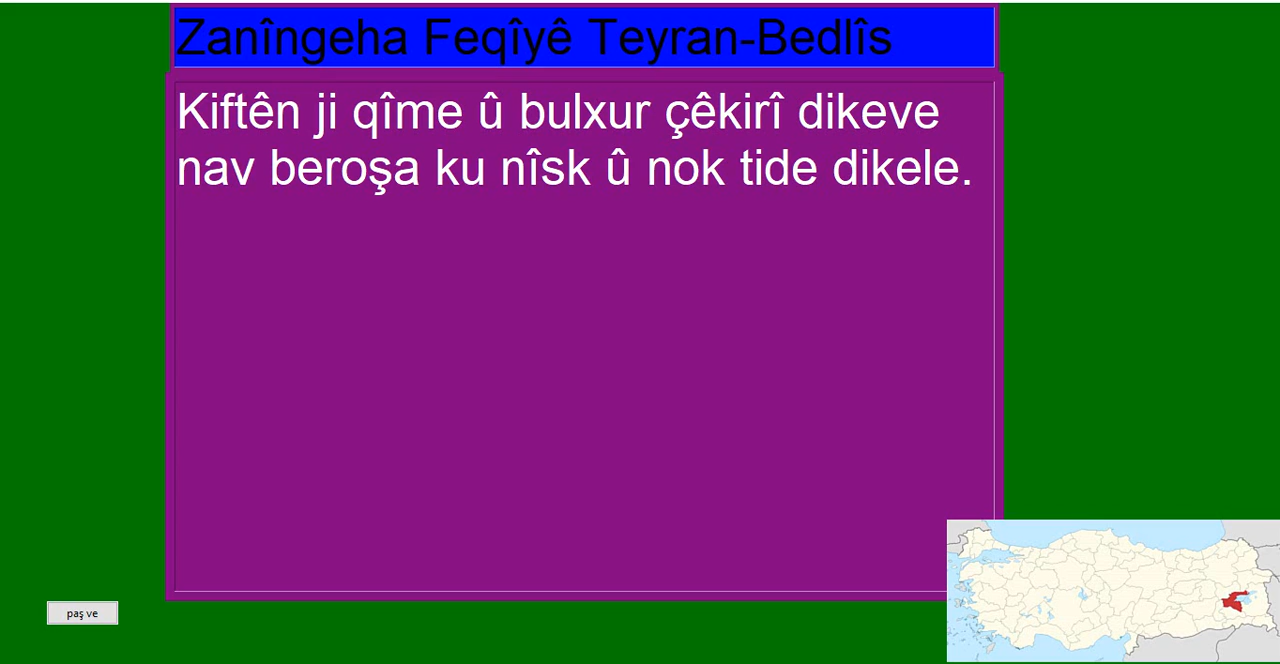 Zanîngeha Feqîyê Teyran-Bedlîs
Kiftên ji qîme û bulxur çêkirî dikeve
nav beroşa ku nîsk û nok tide dikele.
paş ve